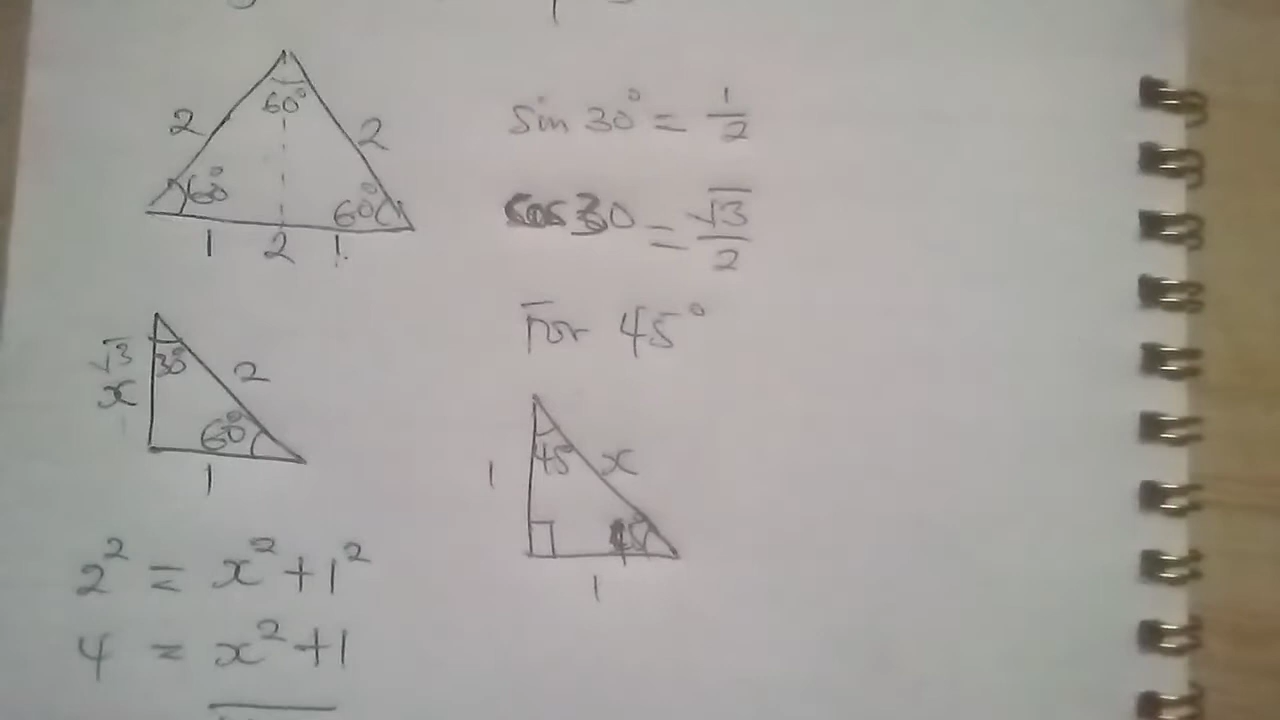 60°
2 2
60° 60°
1 2 1
√3
x 30° 2
60°
1
2² = x² + 1²
4 = x² + 1
sin 30° = 1/2
cos 30 = √3/2
For 45°
45
1 x
45
1